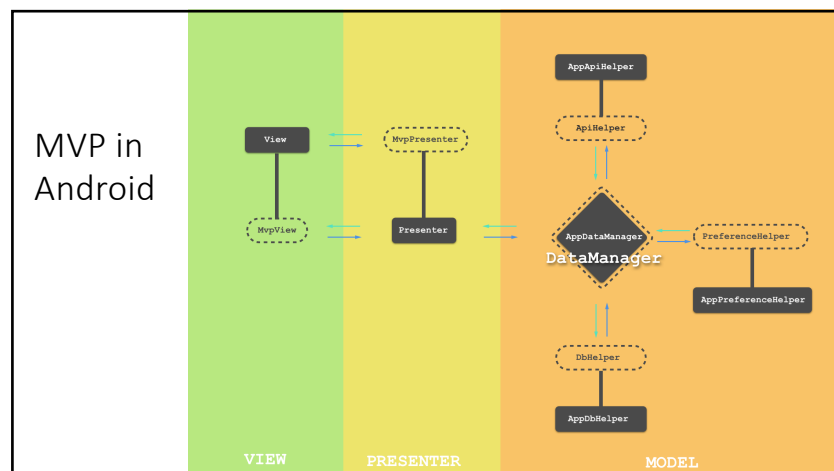 MVP in
Android
View
MvpView
VIEW
MvpPresenter
Presenter
PRESENTER
AppApiHelper
ApiHelper
AppDataManager
DataManager
PreferenceHelper
AppPreferenceHelper
DbHelper
AppDbHelper
MODEL